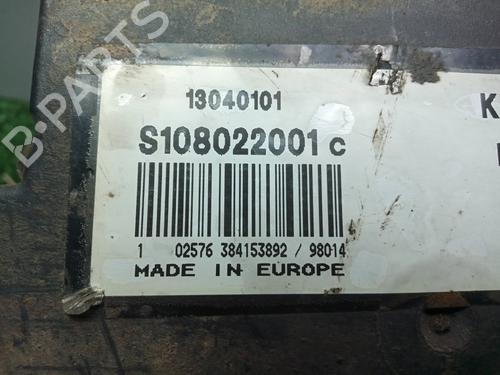 B-PARTS
13040101
K
S108022001 c
1 02576 384153892 / 98014
MADE IN EUROPE